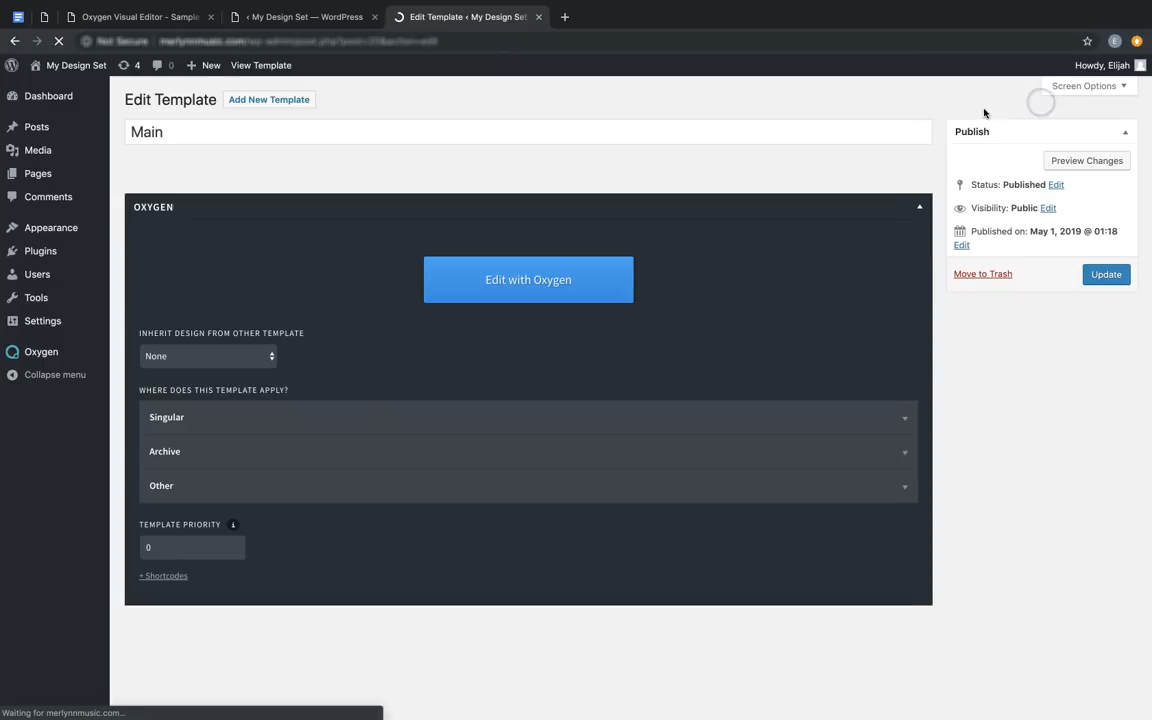 Oxygen Visual Editor - Sample
‹ My Design Set — WordPress
Edit Template ‹ My Design Set
Not Secure
My Design Set
4
0
New
View Template
Howdy, Elijah
E
Dashboard
Posts
Media
Pages
Comments
Appearance
Plugins
Users
Tools
Settings
Oxygen
Collapse menu
Screen Options
Edit Template
Add New Template
Main
OXYGEN
Edit with Oxygen
INHERIT DESIGN FROM OTHER TEMPLATE
None
WHERE DOES THIS TEMPLATE APPLY?
Singular
Archive
Other
TEMPLATE PRIORITY i
0
+ Shortcodes
Publish
Preview Changes
Status: Published Edit
Visibility: Public Edit
Published on: May 1, 2019 @ 01:18
Edit
Move to Trash
Update
Waiting for merlynnmusic.com...